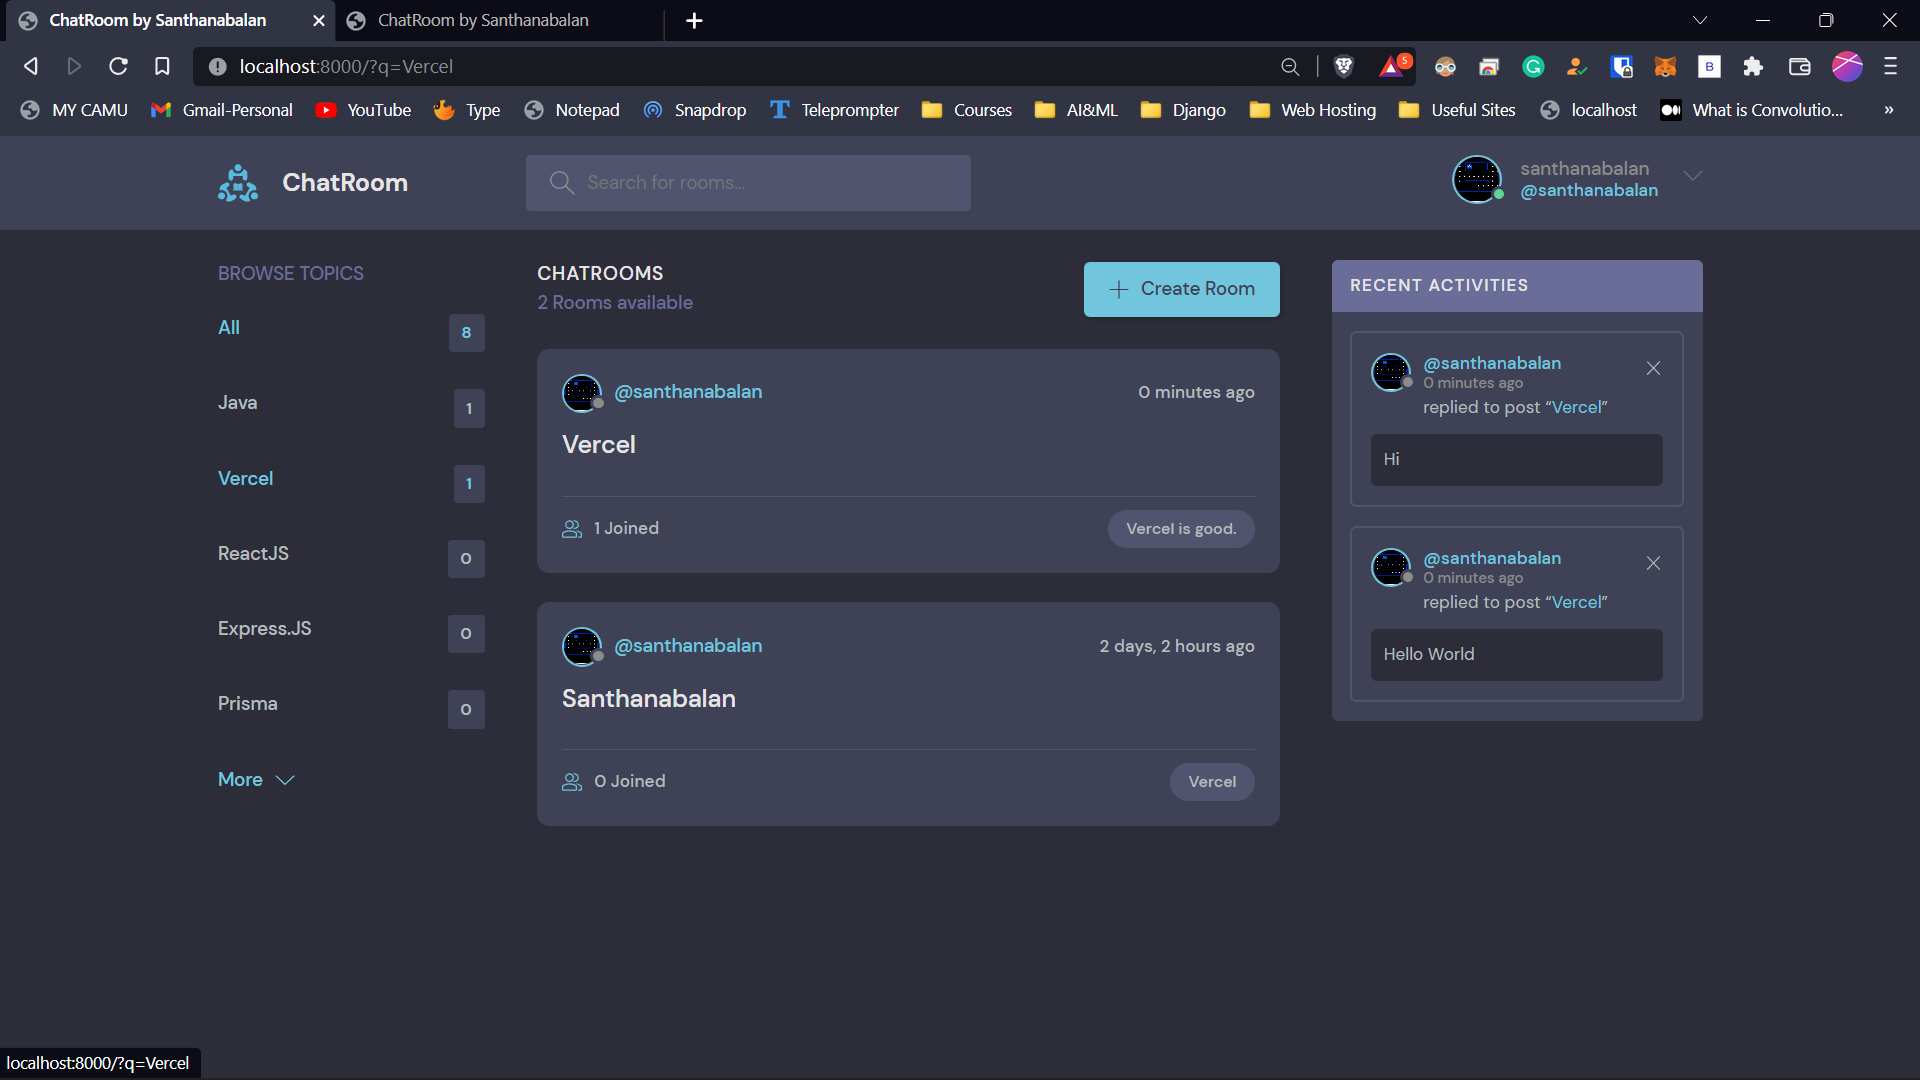 ChatRoom by Santhanabalan
ChatRoom by Santhanabalan
localhost:8000/?q=Vercel
5
B
MY CAMU
Gmail-Personal
YouTube
Type
Notepad
Snapdrop
T Teleprompter
Courses
AI&ML
Django
Web Hosting
Useful Sites
localhost
What is Convolutio...
»
ChatRoom
Search for rooms...
santhanabalan
@santhanabalan
BROWSE TOPICS
All 8
Java 1
Vercel 1
ReactJS 0
Express.JS 0
Prisma 0
More
CHATROOMS
2 Rooms available
Create Room
@santhanabalan
0 minutes ago
Vercel
1 Joined
Vercel is good.
@santhanabalan
2 days, 2 hours ago
Santhanabalan
0 Joined
Vercel
RECENT ACTIVITIES
@santhanabalan
0 minutes ago
replied to post “Vercel”
Hi
@santhanabalan
0 minutes ago
replied to post “Vercel”
Hello World
localhost:8000/?q=Vercel